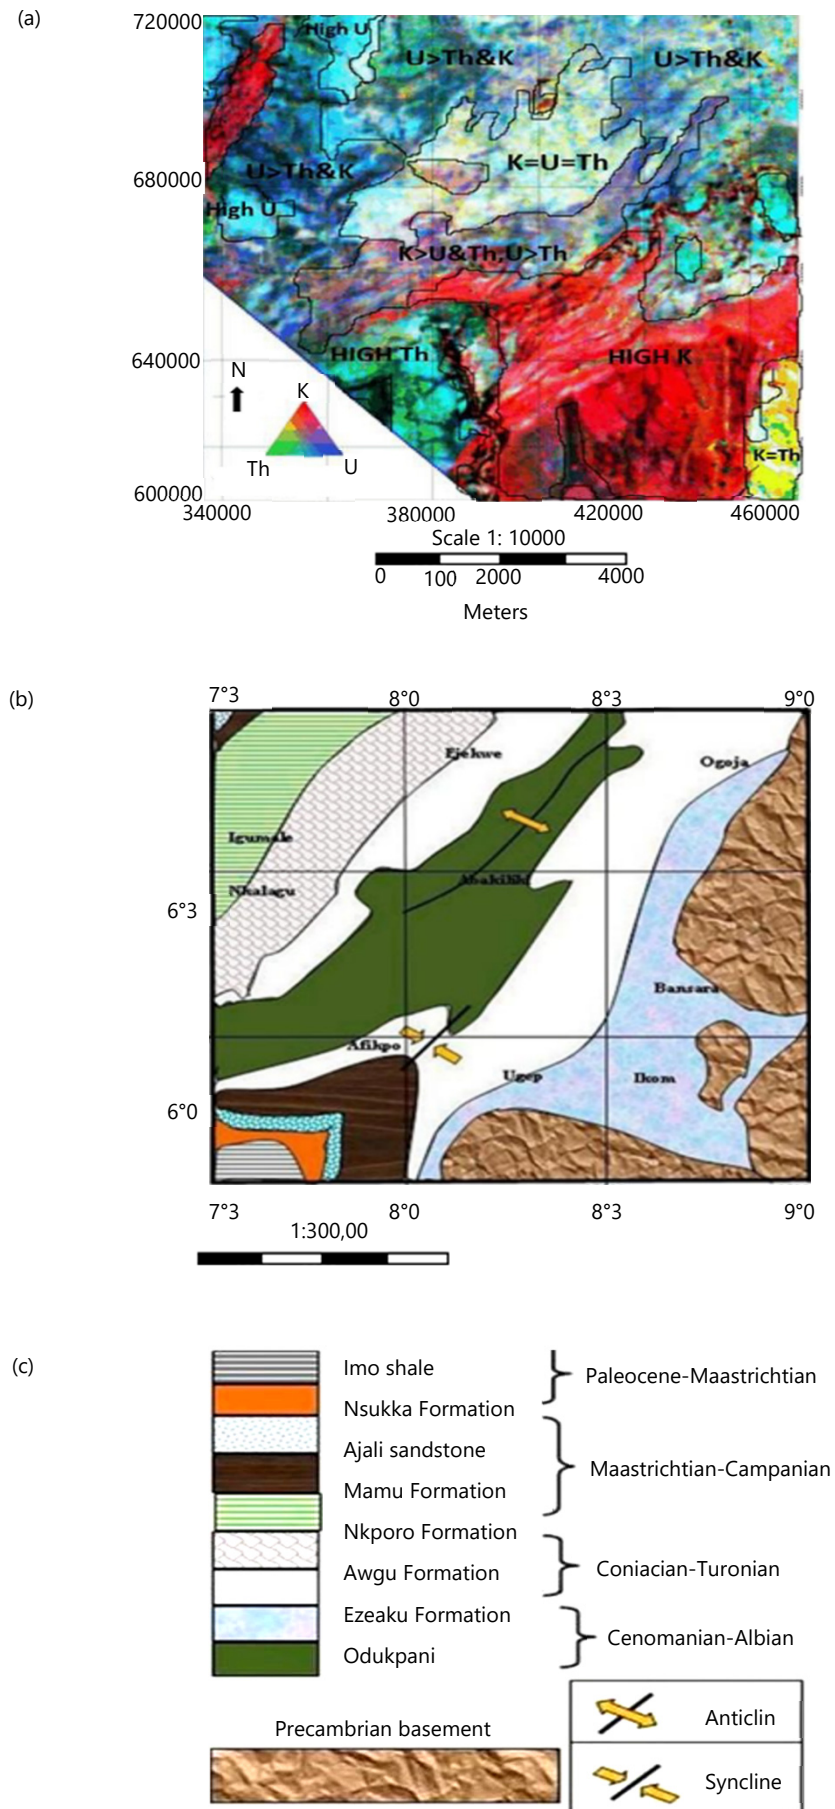 (a)
720000
High U
U>Th&K
U>Th&K
K=U=Th
U>Th&K
680000
High U
K>U&Th,U>Th
HIGH Th
HIGH K
640000
N
K
Th
U
K=Th
600000
340000
380000
420000
460000
Scale 1: 10000
0
100
2000
4000
Meters
(b)
7°3
8°0
8°3
9°0
Ejekwe
Ogoja
Igumale
Abakiliki
Nkalagu
6°3
Bansara
Afikpo
Ugep
Ikom
6°0
7°3
8°0
8°3
9°0
1:300,00
(c)
Imo shale
Paleocene-Maastrichtian
Nsukka Formation
Ajali sandstone
Maastrichtian-Campanian
Mamu Formation
Nkporo Formation
Awgu Formation
Coniacian-Turonian
Ezeaku Formation
Cenomanian-Albian
Odukpani
Precambrian basement
Anticlin
Syncline